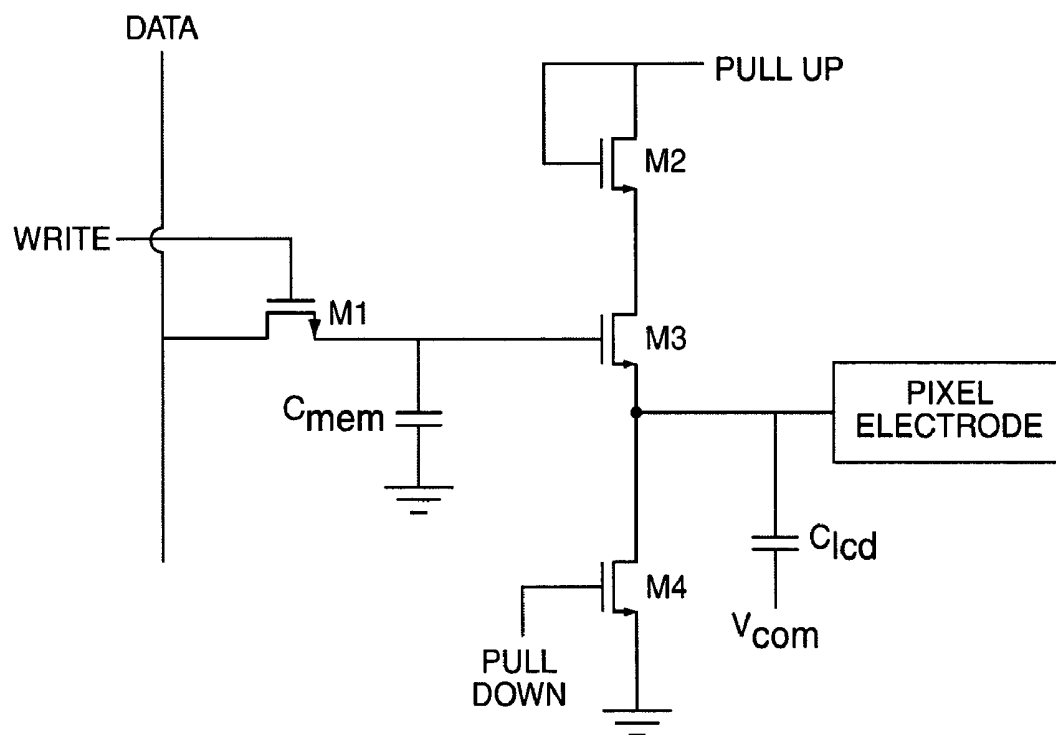 DATA
PULL UP
M2
WRITE
M1
M3
Cmem
PIXEL
ELECTRODE
Clcd
M4
Vcom
PULL
DOWN